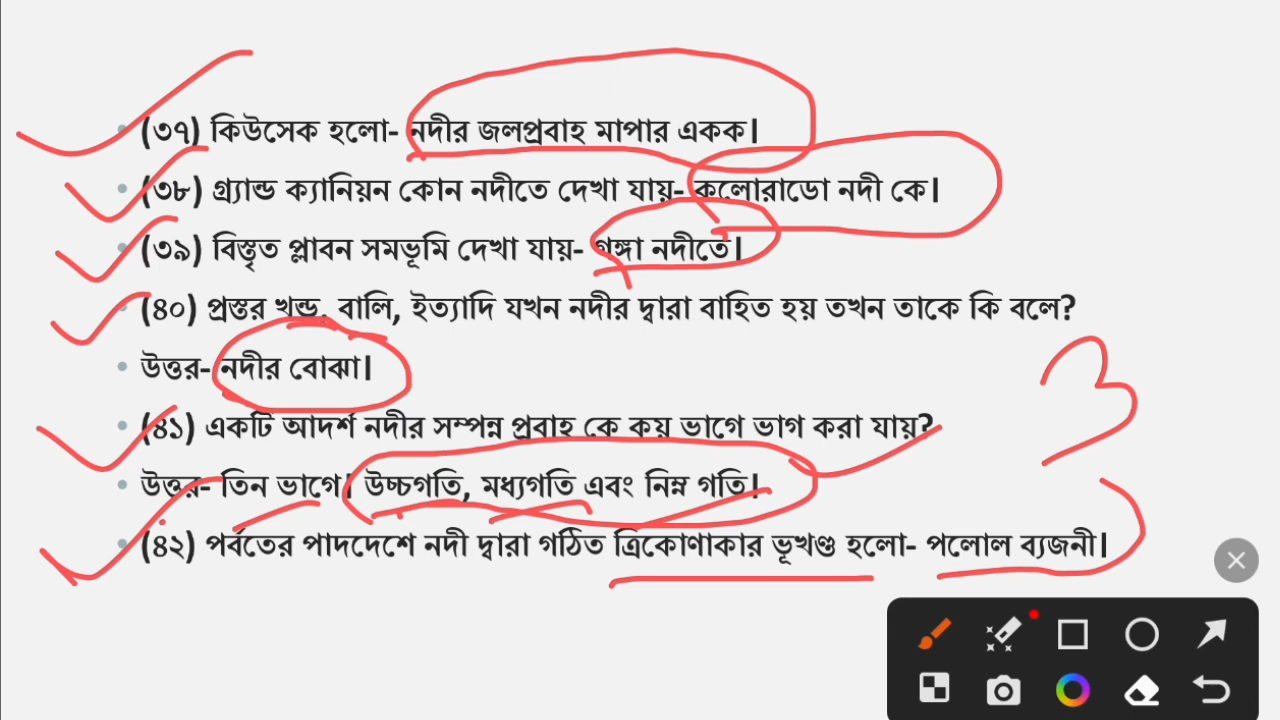 (৩৭) কিউসেক হলো- নদীর জলপ্রবাহ মাপার একক।
(৩৮) গ্র্যান্ড ক্যানিয়ন কোন নদীতে দেখা যায়- কলোরাডো নদী কে।
(৩৯) বিস্তৃত প্লাবন সমভূমি দেখা যায়- গঙ্গা নদীতে।
(৪০) প্রস্তর খন্ড, বালি, ইত্যাদি যখন নদীর দ্বারা বাহিত হয় তখন তাকে কি বলে?
উত্তর- নদীর বোঝা।
(৪১) একটি আদর্শ নদীর সম্পন্ন প্রবাহ কে কয় ভাগে ভাগ করা যায়?
উত্তর- তিন ভাগে। উচ্চগতি, মধ্যগতি এবং নিম্ন গতি।
(৪২) পর্বতের পাদদেশে নদী দ্বারা গঠিত ত্রিকোণাকার ভূখণ্ড হলো- পলোল ব্যজনী।